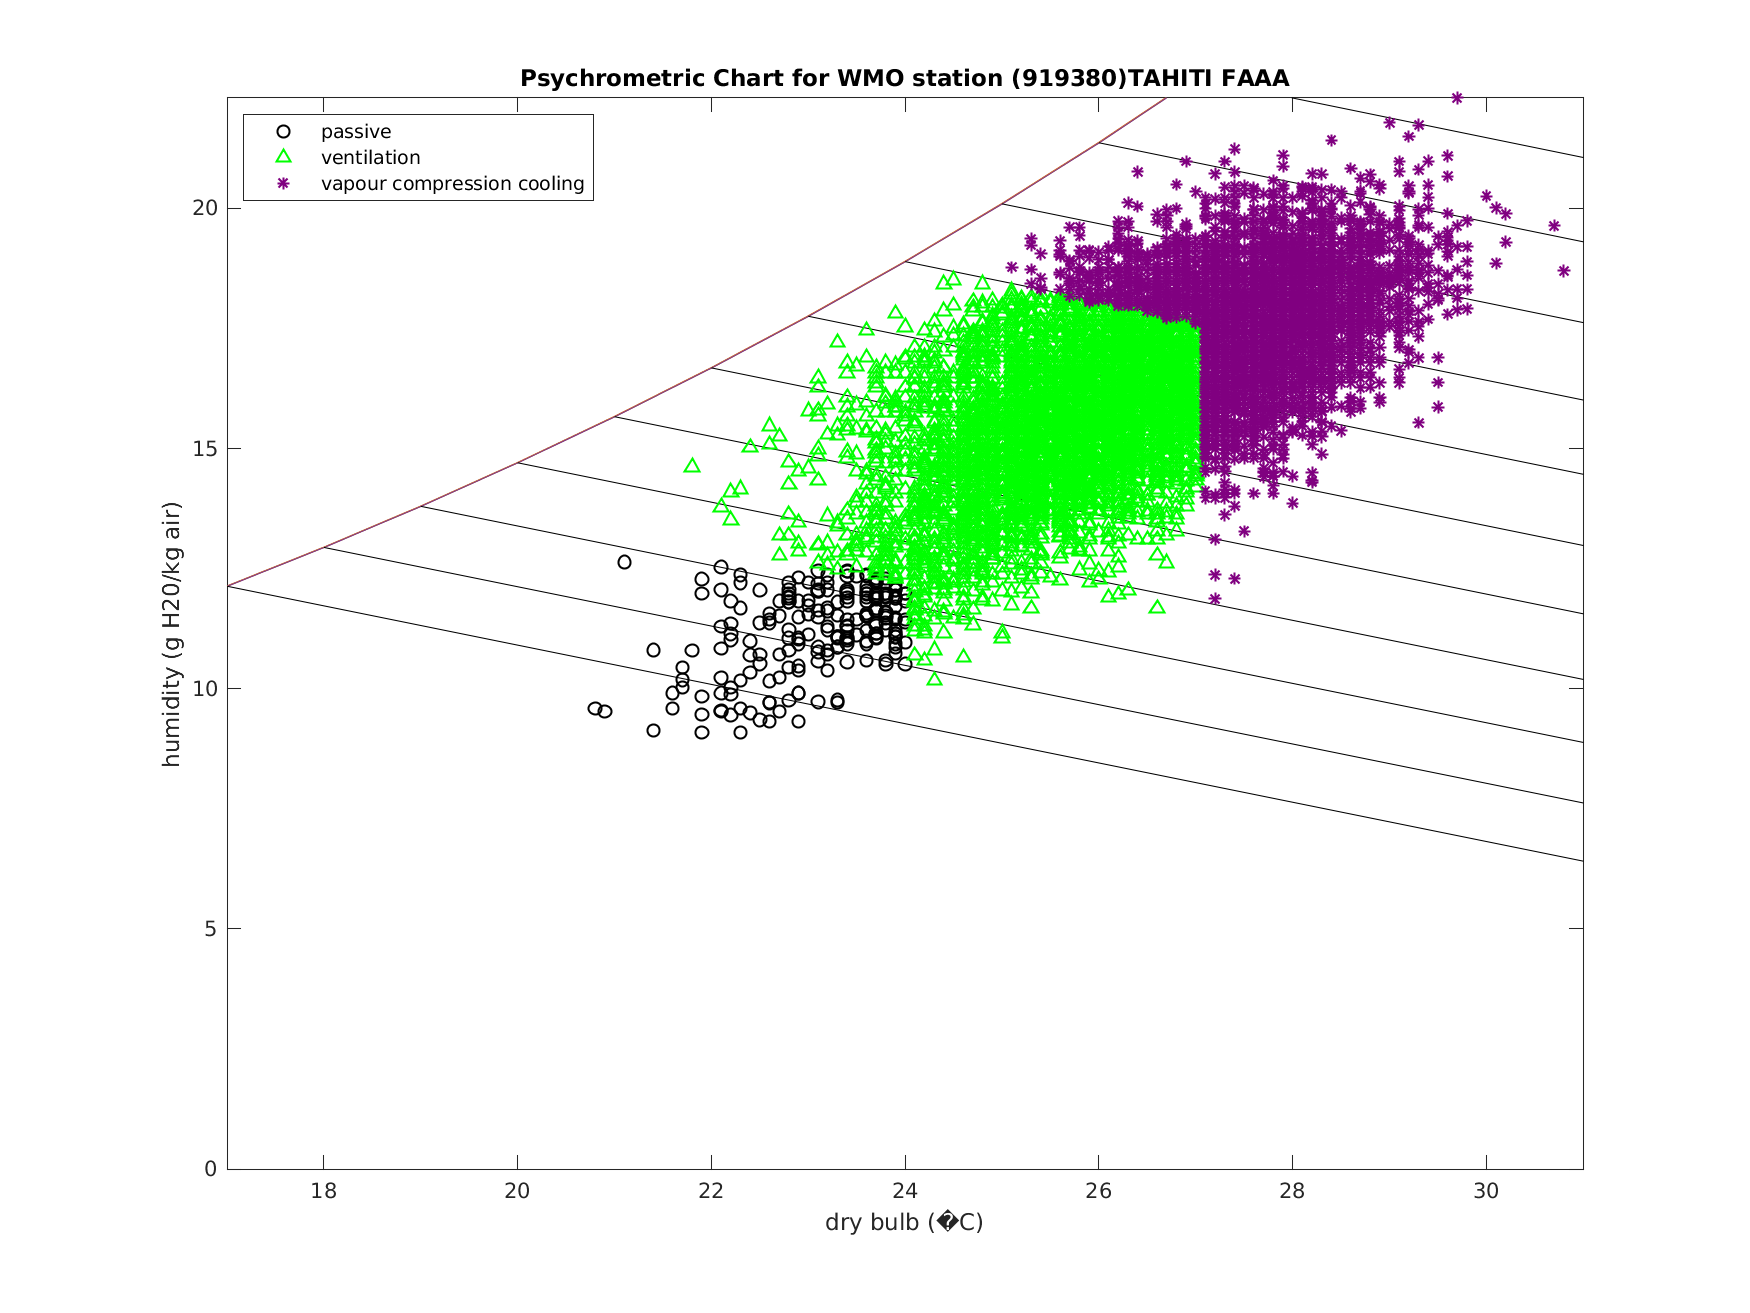 Psychrometric Chart for WMO station (919380)TAHITI FAAA
passive
ventilation
vapour compression cooling
humidity (g H20/kg air)
20
15
10
5
0
18 20 22 24 26 28 30
dry bulb (�C)